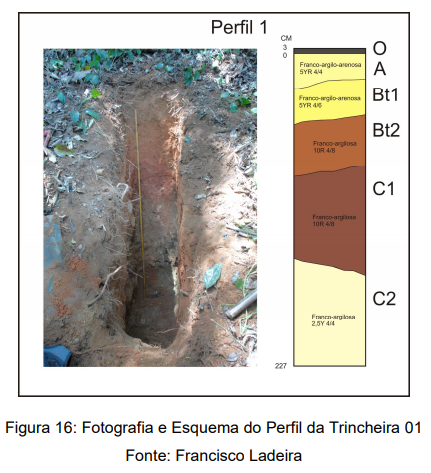 Perfil 1
CM
3
0
O
Franco-argilo-arenosa
5YR 4/4
A
Franco-argilo-arenosa
5YR 4/6
Bt1
Franco-argilosa
10R 4/8
Bt2
Franco-argilosa
10R 4/8
C1
Franco-argilosa
2,5Y 4/4
C2
227
Figura 16: Fotografia e Esquema do Perfil da Trincheira 01
Fonte: Francisco Ladeira